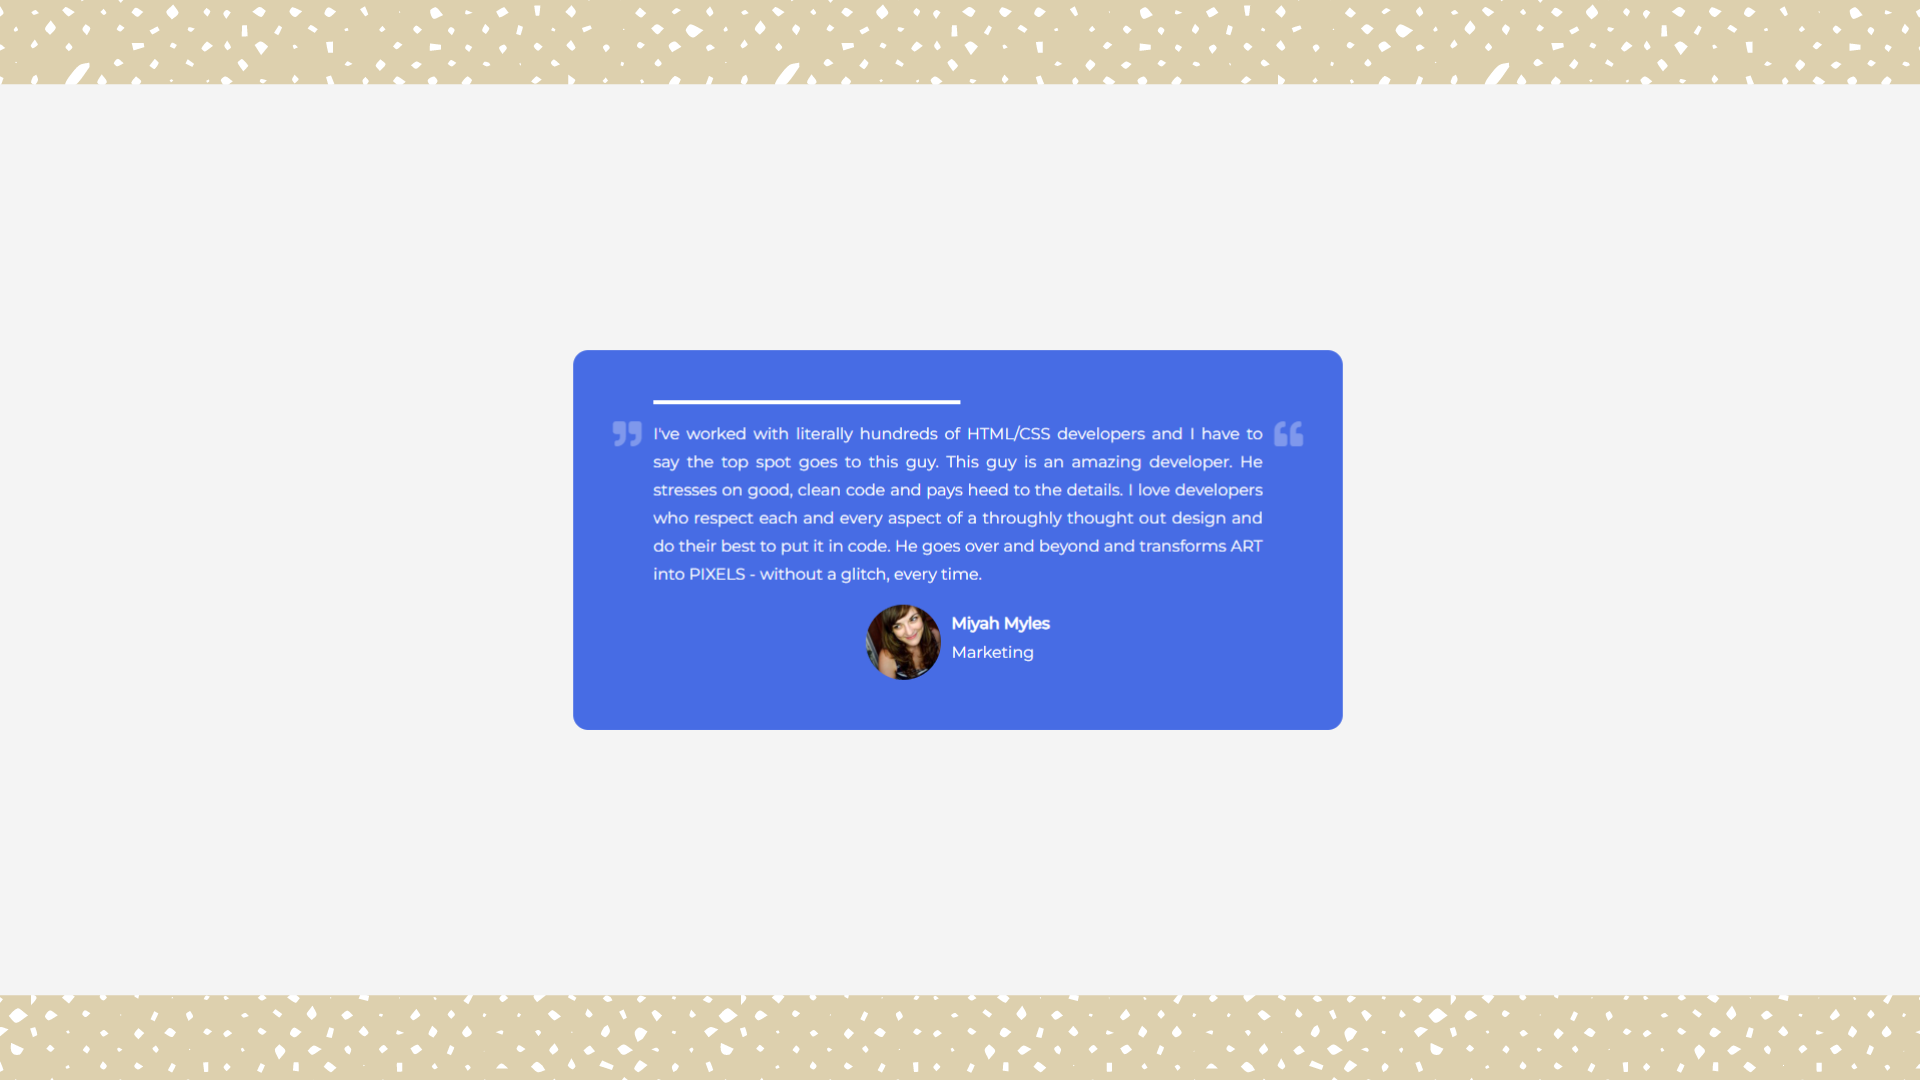 I've worked with literally hundreds of HTML/CSS developers and I have to
say the top spot goes to this guy. This guy is an amazing developer. He
stresses on good, clean code and pays heed to the details. I love developers
who respect each and every aspect of a throughly thought out design and
do their best to put it in code. He goes over and beyond and transforms ART
into PIXELS - without a glitch, every time.
Miyah Myles
Marketing